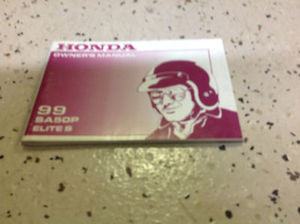 HONDA
OWNER'S MANUAL
99
SA50P
ELITE S